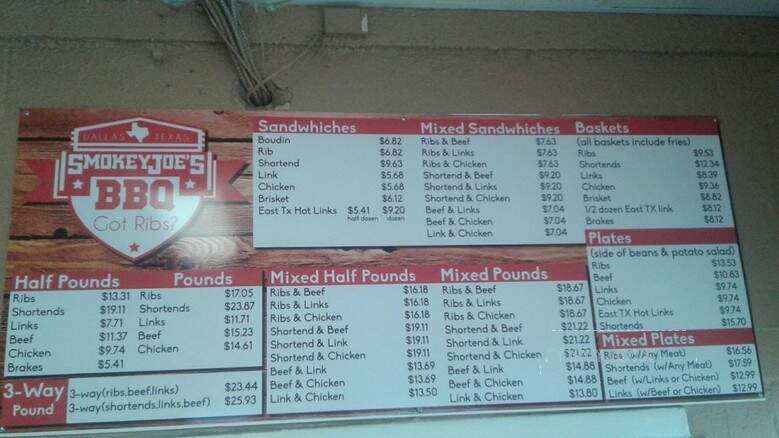 DALLAS TEXAS
SMOKEYJOE'S
BBQ
Got Ribs?
Sandwhiches
Boudin $6.82
Rib $6.82
Shortend $9.63
Link $5.68
Chicken $5.68
Brisket $6.12
East Tx Hot Links $5.41 $9.20
half dozen dozen
Mixed Sandwhiches
Ribs & Beef $7.63
Ribs & Links $7.63
Ribs & Chicken $7.63
Shortend & Beef $9.20
Shortend & Links $9.20
Shortend & Chicken $9.20
Beef & Links $7.04
Beef & Chicken $7.04
Link & Chicken $7.04
Baskets
(all baskets include fries)
Ribs $9.53
Shortends $12.34
Links $8.39
Chicken $9.36
Brisket $8.82
1/2 dozen East TX link $8.12
Brakes $8.12
Plates
(side of beans & potato salad)
Ribs $13.53
Beef $10.83
Links $9.74
Chicken $9.74
East TX Hot Links $9.74
Shortends $15.70
Mixed Plates
Ribs (w/Any Meat) $16.56
Shortends (w/Any Meat) $17.59
Beef (w/Links or Chicken) $12.99
Links (w/Beef or Chicken) $12.99
Half Pounds
Ribs $13.31
Shortends $19.11
Links $7.71
Beef $11.37
Chicken $9.74
Brakes $5.41
Pounds
Ribs $17.05
Shortends $23.87
Links $11.71
Beef $15.23
Chicken $14.61
Mixed Half Pounds
Ribs & Beef $16.18
Ribs & Links $16.18
Ribs & Chicken $16.18
Shortend & Beef $19.11
Shortend & Link $19.11
Shortend & Chicken $19.11
Beef & Link $13.69
Beef & Chicken $13.69
Link & Chicken $13.50
Mixed Pounds
Ribs & Beef $18.67
Ribs & Links $18.67
Ribs & Chicken $18.67
Shortend & Beef $21.22
Shortend & Link $21.22
Shortend & Chicken $21.22
Beef & Link $14.88
Beef & Chicken $14.88
Link & Chicken $13.80
3-Way
Pound
3-way(ribs,beef,links) $23.44
3-way(shortends,links,beef) $25.93